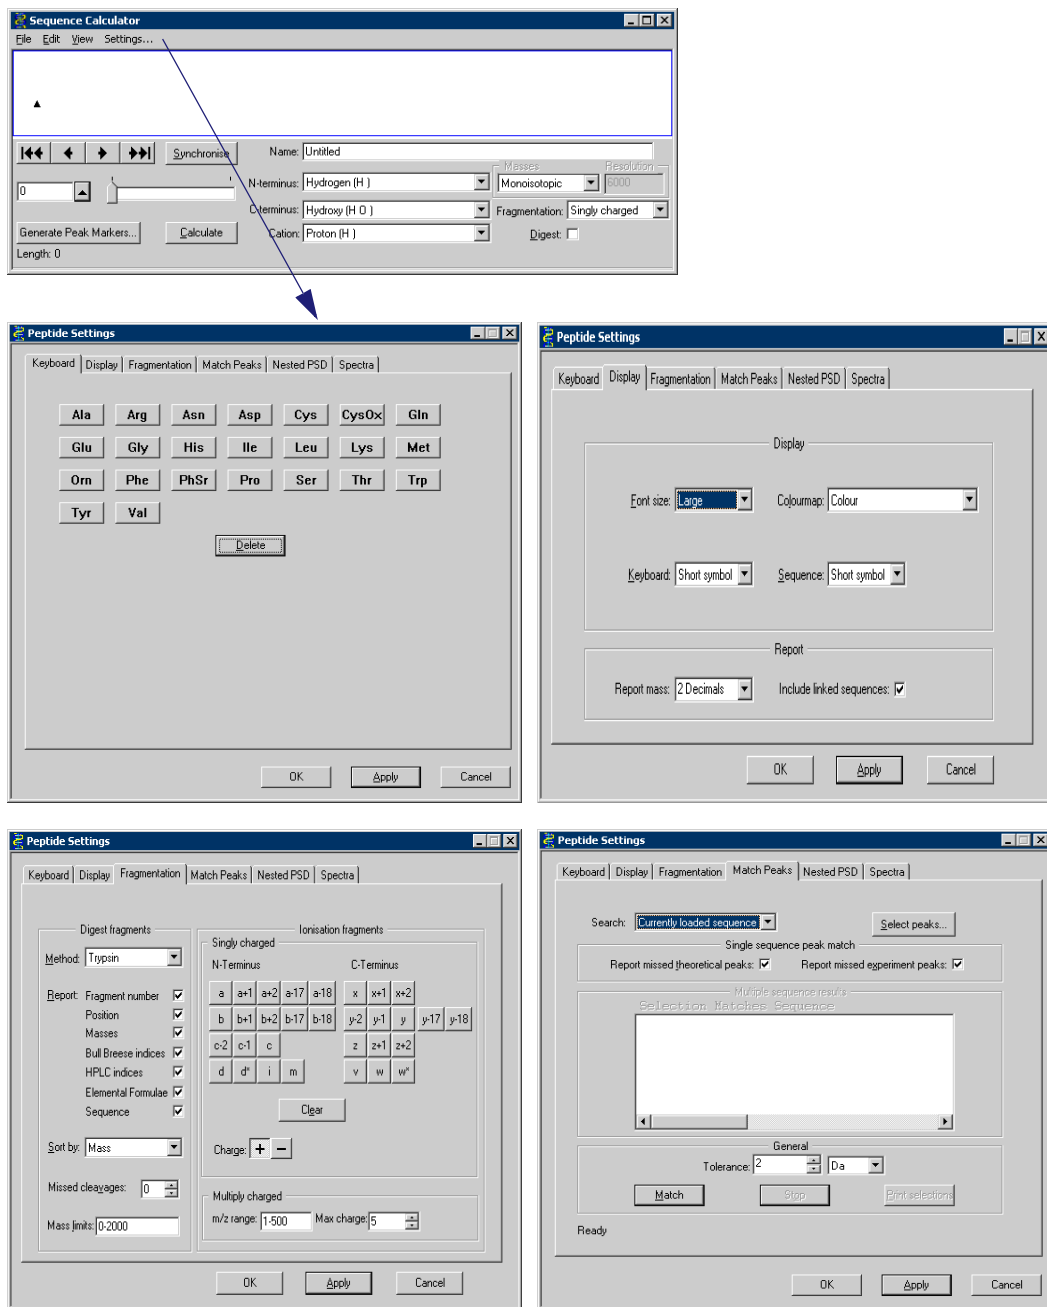 Sequence Calculator
File Edit View Settings...
Synchronise Name: Untitled
Masses Resolution
0 N-terminus: Hydrogen (H ) Monoisotopic 6000
C-terminus: Hydroxy (H O ) Fragmentation: Singly charged
Generate Peak Markers... Calculate Cation: Proton (H ) Digest:
Length: 0
Peptide Settings
Keyboard Display Fragmentation Match Peaks Nested PSD Spectra
Ala Arg Asn Asp Cys CysOx Gln
Glu Gly His Ile Leu Lys Met
Orn Phe PhSr Pro Ser Thr Trp
Tyr Val
Delete
OK Apply Cancel
Peptide Settings
Keyboard Display Fragmentation Match Peaks Nested PSD Spectra
Display
Font size: Large Colourmap: Colour
Keyboard: Short symbol Sequence: Short symbol
Report
Report mass: 2 Decimals Include linked sequences:
OK Apply Cancel
Peptide Settings
Keyboard Display Fragmentation Match Peaks Nested PSD Spectra
Digest fragments
Method: Trypsin
Report: Fragment number
Position
Masses
Bull Breese indices
HPLC indices
Elemental Formulae
Sequence
Sort by: Mass
Missed cleavages: 0
Mass limits: 0-2000
Ionisation fragments
Singly charged
N-Terminus C-Terminus
a a+1 a+2 a-17 a-18 x x+1 x+2
b b+1 b+2 b-17 b-18 y-2 y-1 y y-17 y-18
c-2 c-1 c z z+1 z+2
d d* i m v w w*
Clear
Charge: + −
Multiply charged
m/z range: 1-500 Max charge: 5
OK Apply Cancel
Peptide Settings
Keyboard Display Fragmentation Match Peaks Nested PSD Spectra
Search: Currently loaded sequence Select peaks...
Single sequence peak match
Report missed theoretical peaks: Report missed experiment peaks:
Multiple sequence results
Selection Matches Sequence
General
Tolerance: 2 Da
Match Stop Print selections
Ready
OK Apply Cancel